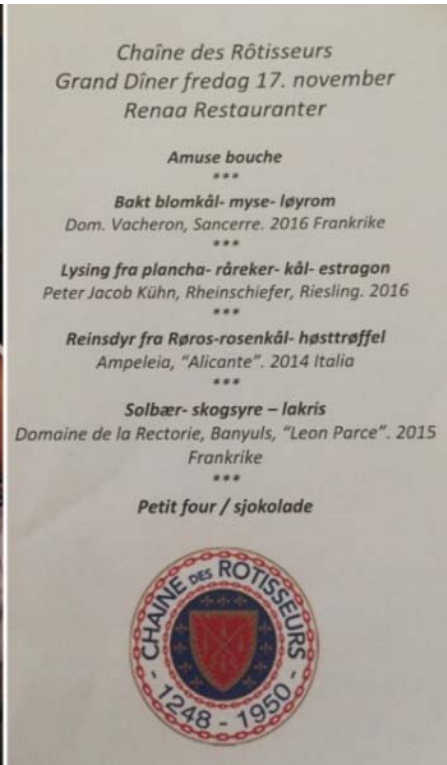 Chaîne des Rôtisseurs
Grand Dîner fredag 17. november
Renaa Restauranter
Amuse bouche
***
Bakt blomkål- myse- løyrom
Dom. Vacheron, Sancerre. 2016 Frankrike
***
Lysing fra plancha- råreker- kål- estragon
Peter Jacob Kühn, Rheinschiefer, Riesling. 2016
***
Reinsdyr fra Røros-rosenkål- høsttrøffel
Ampeleia, “Alicante”. 2014 Italia
***
Solbær- skogsyre – lakris
Domaine de la Rectorie, Banyuls, “Leon Parce”. 2015
Frankrike
***
Petit four / sjokolade
CHAINE DES ROTISSEURS
- 1248 - 1950 -